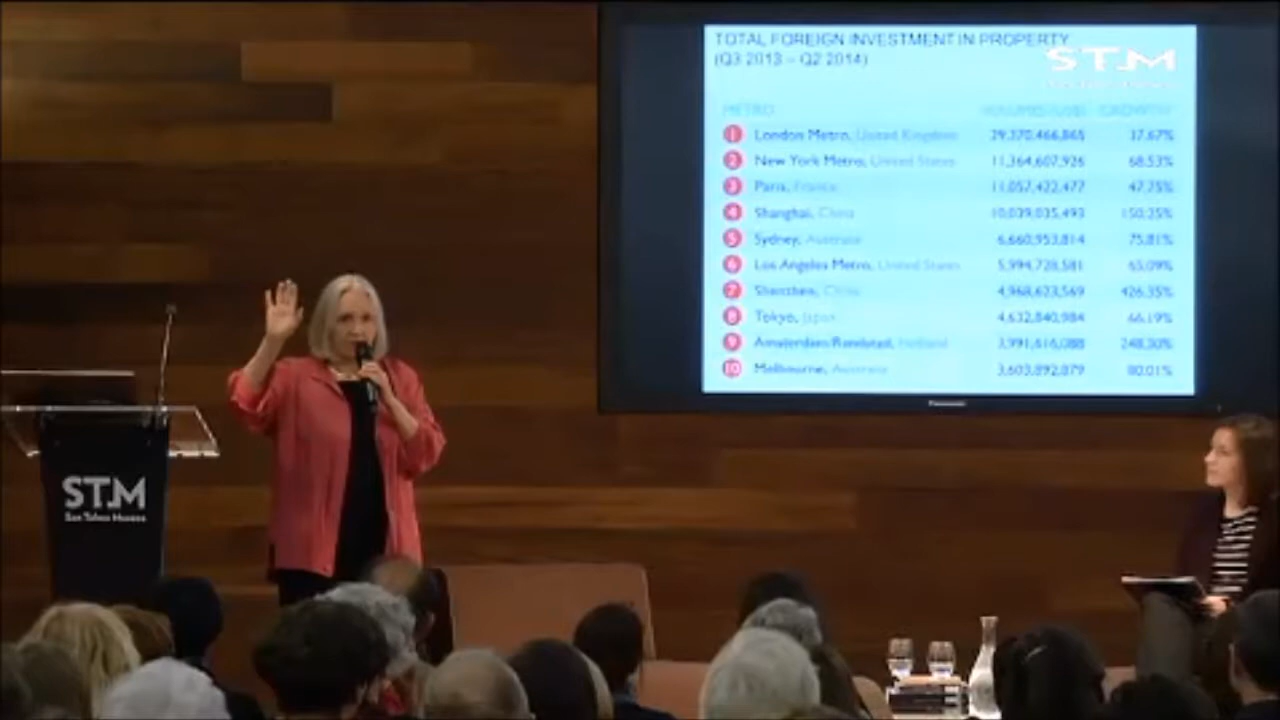 TOTAL FOREIGN INVESTMENT IN PROPERTY
(Q3 2013 – Q2 2014)
STM
METRO GROWTH
1 London Metro, United Kingdom 29,370,466,865 37.67%
2 New York Metro, United States 11,364,607,926 68.53%
3 Paris, France 11,057,422,477 47.75%
4 Shanghai, China 10,039,035,493 150.25%
5 Sydney, Australia 6,660,953,814 75.81%
6 Los Angeles Metro, United States 5,994,728,581 65.09%
7 Shenzhen, China 4,968,623,569 426.35%
8 Tokyo, Japan 4,632,840,984 66.19%
9 Amsterdam/Randstad, Holland 3,991,616,088 248.30%
10 Melbourne, Australia 3,603,892,879 80.01%
Panasonic
STM
San Telmo Museoa